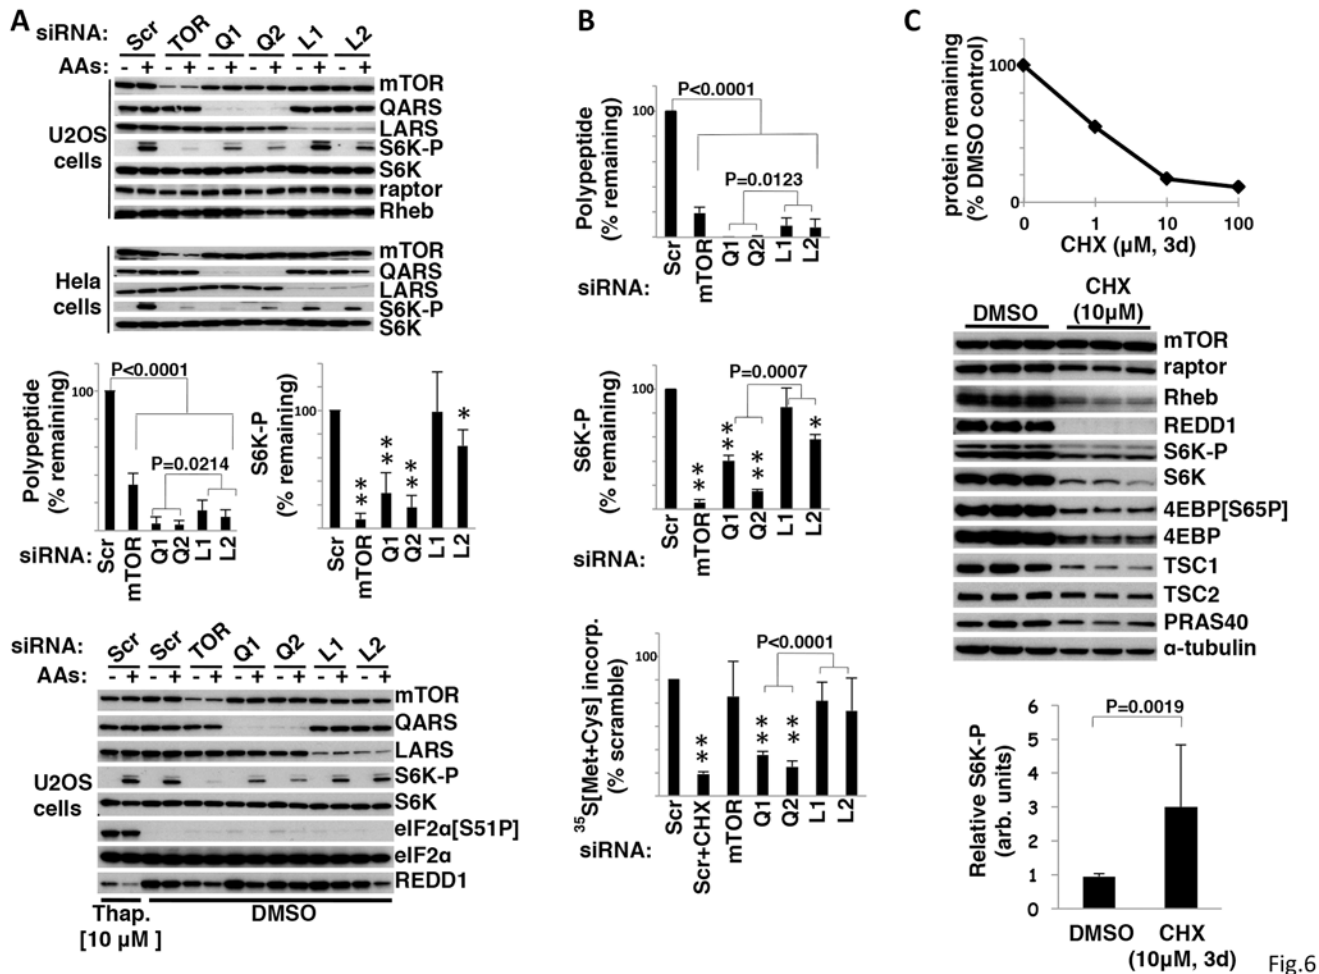 A
siRNA: Scr TOR Q1 Q2 L1 L2
AAs: - + - + - + - + - + - +
mTOR
QARS
LARS
S6K-P
S6K
raptor
Rheb
U2OS
cells
mTOR
QARS
LARS
S6K-P
S6K
Hela
cells
Polypeptide
(% remaining)
P<0.0001
100
P=0.0214
siRNA: Scr mTOR Q1 Q2 L1 L2
S6K-P
(% remaining)
100
** ** ** *
siRNA: Scr mTOR Q1 Q2 L1 L2
siRNA: Scr Scr TOR Q1 Q2 L1 L2
AAs: - + - + - + - + - + - + - +
mTOR
QARS
LARS
S6K-P
S6K
eIF2α[S51P]
eIF2α
REDD1
U2OS
cells
Thap.
[10 µM ]
DMSO
B
Polypeptide
(% remaining)
P<0.0001
100
P=0.0123
siRNA: Scr mTOR Q1 Q2 L1 L2
S6K-P
(% remaining)
P=0.0007
100
** ** ** *
siRNA: Scr mTOR Q1 Q2 L1 L2
35S[Met+Cys] incorp.
(% scramble)
P<0.0001
100
** ** **
siRNA: Scr Scr+CHX mTOR Q1 Q2 L1 L2
C
protein remaining
(% DMSO control)
100
0
0 1 10 100
CHX (µM, 3d)
DMSO
CHX
(10µM)
mTOR
raptor
Rheb
REDD1
S6K-P
S6K
4EBP[S65P]
4EBP
TSC1
TSC2
PRAS40
α-tubulin
Relative S6K-P
(arb. units)
P=0.0019
6
5
4
3
2
1
0
DMSO CHX
(10µM, 3d)
Fig.6